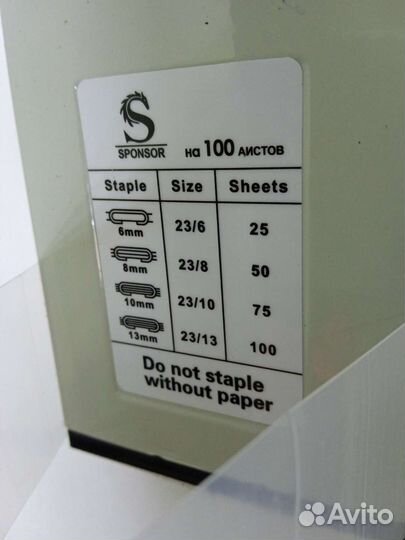 S
SPONSOR на 100 листов
Staple Size Sheets
6mm 23/6 25
8mm 23/8 50
10mm 23/10 75
13mm 23/13 100
Do not staple
without paper
Avito